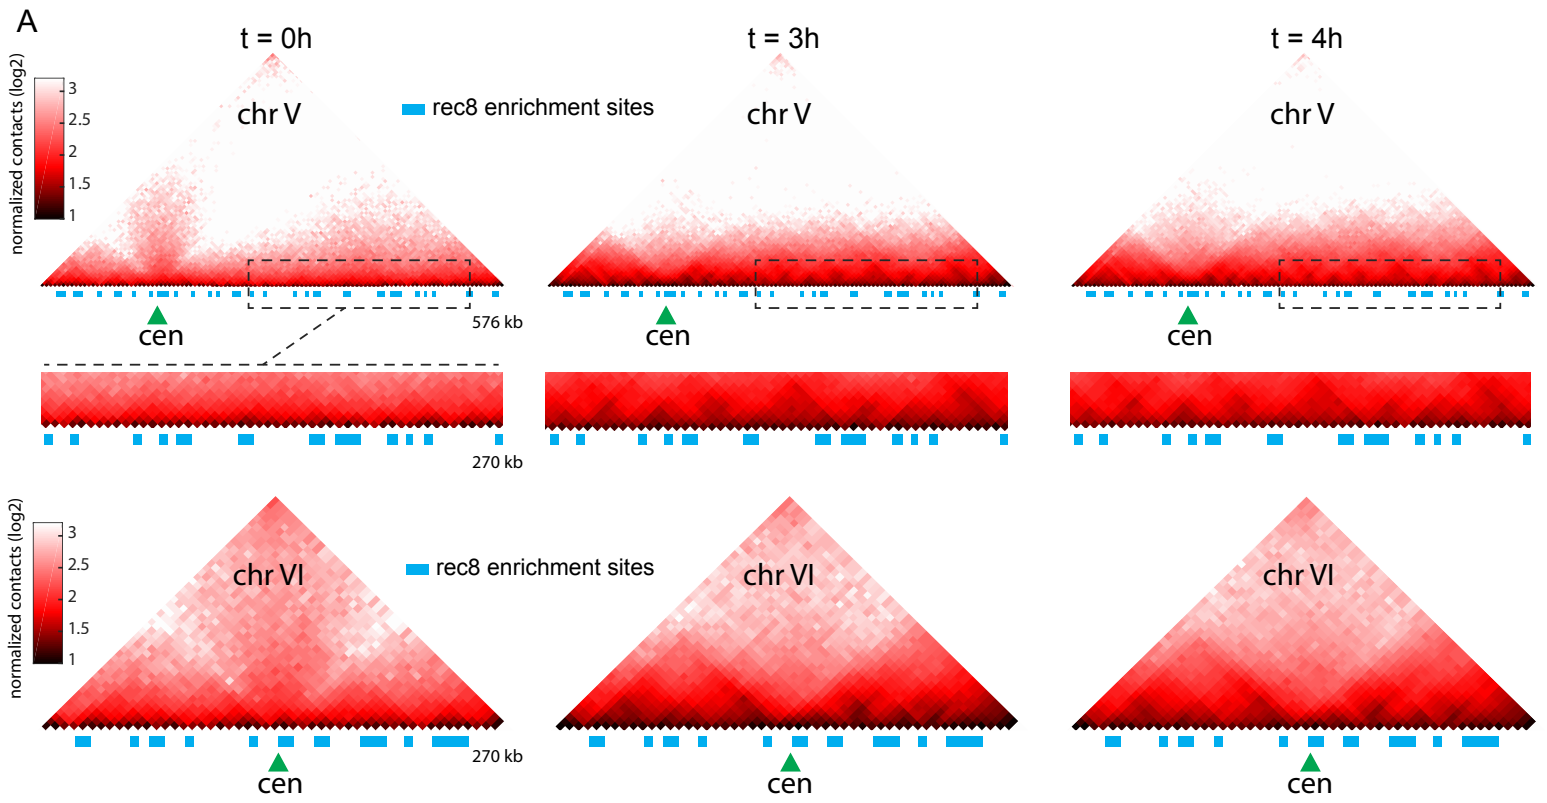 A
t = 0h
t = 3h
t = 4h
normalized contacts (log2)
3
2.5
2
1.5
1
chr V
rec8 enrichment sites
chr V
chr V
cen
576 kb
cen
cen
270 kb
normalized contacts (log2)
3
2.5
2
1.5
1
chr VI
rec8 enrichment sites
chr VI
chr VI
270 kb
cen
cen
cen